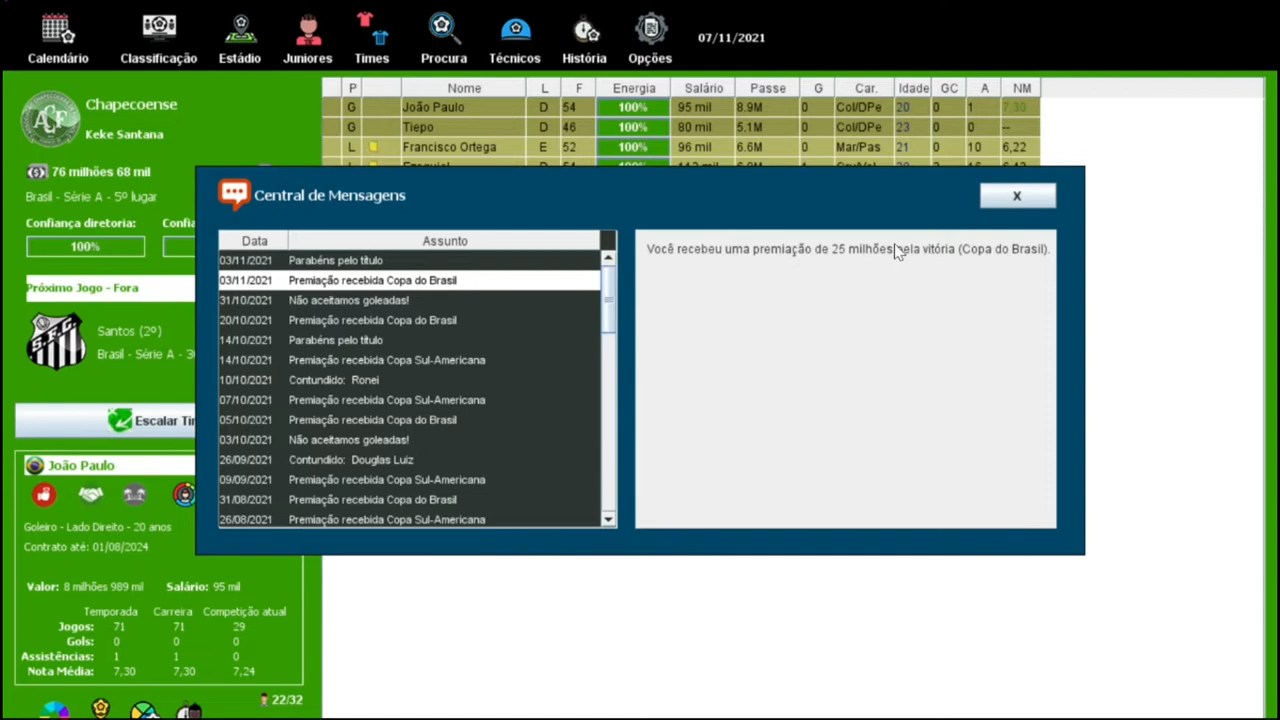 Calendário Classificação Estádio Juniores Times Procura Técnicos História Opções 07/11/2021
Chapecoense
Keke Santana
76 milhões 68 mil
Brasil - Série A - 5º lugar
Confiança diretoria:
100%
Próximo Jogo - Fora
Santos (2º)
Brasil - Série A -
P Nome L F Energia Salário Passe G Car. Idade GC A NM
G João Paulo D 54 100% 95 mil 8.9M 0 Col/DPe 20 0 1 7,30
G Tiepo D 46 100% 80 mil 5.1M 0 Col/DPe 23 0 0 --
L Francisco Ortega E 52 100% 96 mil 6.6M 0 Mar/Pas 21 0 10 6,22
Central de Mensagens
X
Data Assunto
03/11/2021 Parabéns pelo título
03/11/2021 Premiação recebida Copa do Brasil
31/10/2021 Não aceitamos goleadas!
20/10/2021 Premiação recebida Copa do Brasil
14/10/2021 Parabéns pelo título
14/10/2021 Premiação recebida Copa Sul-Americana
10/10/2021 Contundido: Ronei
07/10/2021 Premiação recebida Copa Sul-Americana
05/10/2021 Premiação recebida Copa do Brasil
03/10/2021 Não aceitamos goleadas!
26/09/2021 Contundido: Douglas Luiz
09/09/2021 Premiação recebida Copa Sul-Americana
31/08/2021 Premiação recebida Copa do Brasil
26/08/2021 Premiação recebida Copa Sul-Americana
Você recebeu uma premiação de 25 milhões pela vitória (Copa do Brasil).
Escalar
João Paulo
Goleiro - Lado Direito - 20 anos
Contrato até: 01/08/2024
Valor: 8 milhões 989 mil Salário: 95 mil
Temporada Carreira Competição atual
Jogos: 71 71 29
Gols: 0 0 0
Assistências: 1 1 0
Nota Média: 7,30 7,30 7,24
22/32